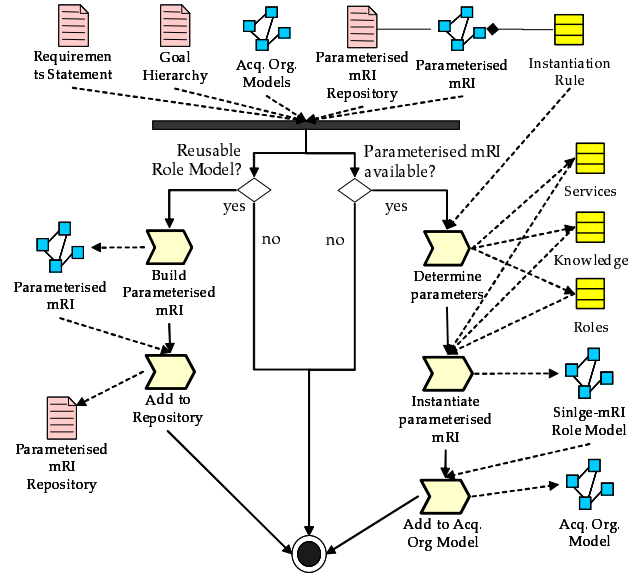 Requiremen
ts Statement
Goal
Hierarchy
Acq. Org.
Models
Parameterised
mRI
Repository
Parameterised
mRI
Instantiation
Rule
Reusable
Role Model?
Parameterised mRI
available?
yes
no
no
yes
Services
Knowledge
Roles
Parameterised
mRI
Build
Parameterised
mRI
Determine
parameters
Add to
Repository
Instantiate
parameterised
mRI
Sinlge-mRI
Role Model
Parameterised
mRI
Repository
Add to Acq.
Org Model
Acq. Org.
Model